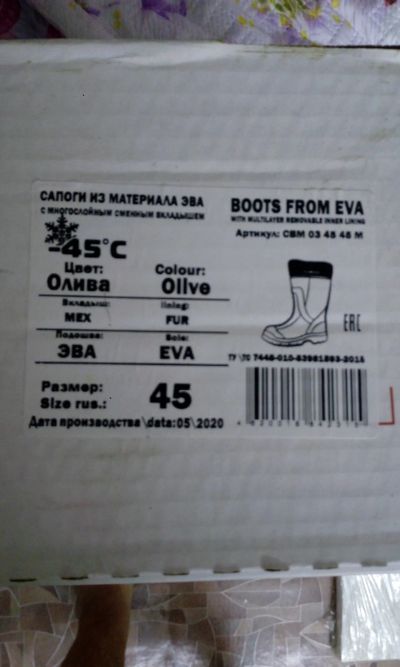 САПОГИ ИЗ МАТЕРИАЛА ЭВА
С МНОГОСЛОЙНЫМ СМЕННЫМ ВКЛАДЫШЕМ
-45°C
Цвет:
Олива
Colour:
Olive
Вкладыш:
МЕХ
lining:
FUR
Подошва:
ЭВА
Sole:
EVA
Размер:
Size rus.:
45
Дата производства\data:05\2020
BOOTS FROM EVA
WITH MULTILAYER REMOVABLE INNER LINING
Артикул: СВМ 03 45 45 М
EAC